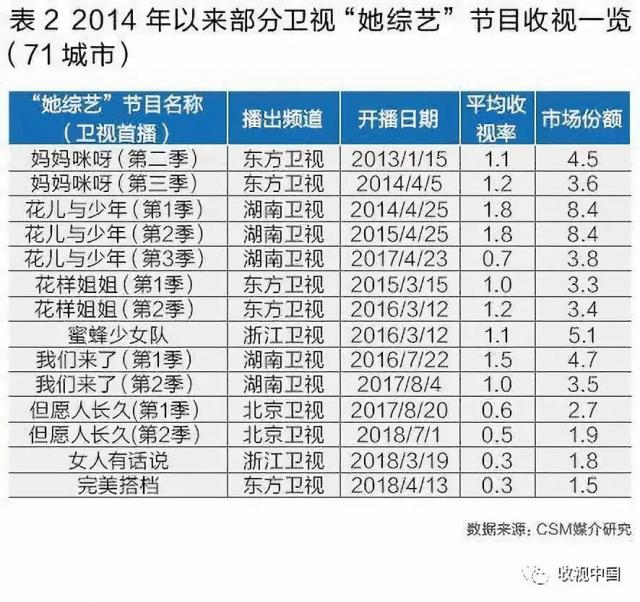 表 2 2014 年以来部分卫视“她综艺”节目收视一览
(71 城市)
“她综艺”节目名称(卫视首播) 播出频道 开播日期 平均收视率 市场份额
妈妈咪呀(第二季) 东方卫视 2013/1/15 1.1 4.5
妈妈咪呀(第三季) 东方卫视 2014/4/5 1.2 3.6
花儿与少年(第1季) 湖南卫视 2014/4/25 1.8 8.4
花儿与少年(第2季) 湖南卫视 2015/4/25 1.8 8.4
花儿与少年(第3季) 湖南卫视 2017/4/23 0.7 3.8
花样姐姐(第1季) 东方卫视 2015/3/15 1.0 3.3
花样姐姐(第2季) 东方卫视 2016/3/12 1.2 3.4
蜜蜂少女队 浙江卫视 2016/3/12 1.1 5.1
我们来了(第1季) 湖南卫视 2016/7/22 1.5 4.7
我们来了(第2季) 湖南卫视 2017/8/4 1.0 3.5
但愿人长久(第1季) 北京卫视 2017/8/20 0.6 2.7
但愿人长久(第2季) 北京卫视 2018/7/1 0.5 1.9
女人有话说 浙江卫视 2018/3/19 0.3 1.8
完美搭档 东方卫视 2018/4/13 0.3 1.5
数据来源:CSM媒介研究
收视中国